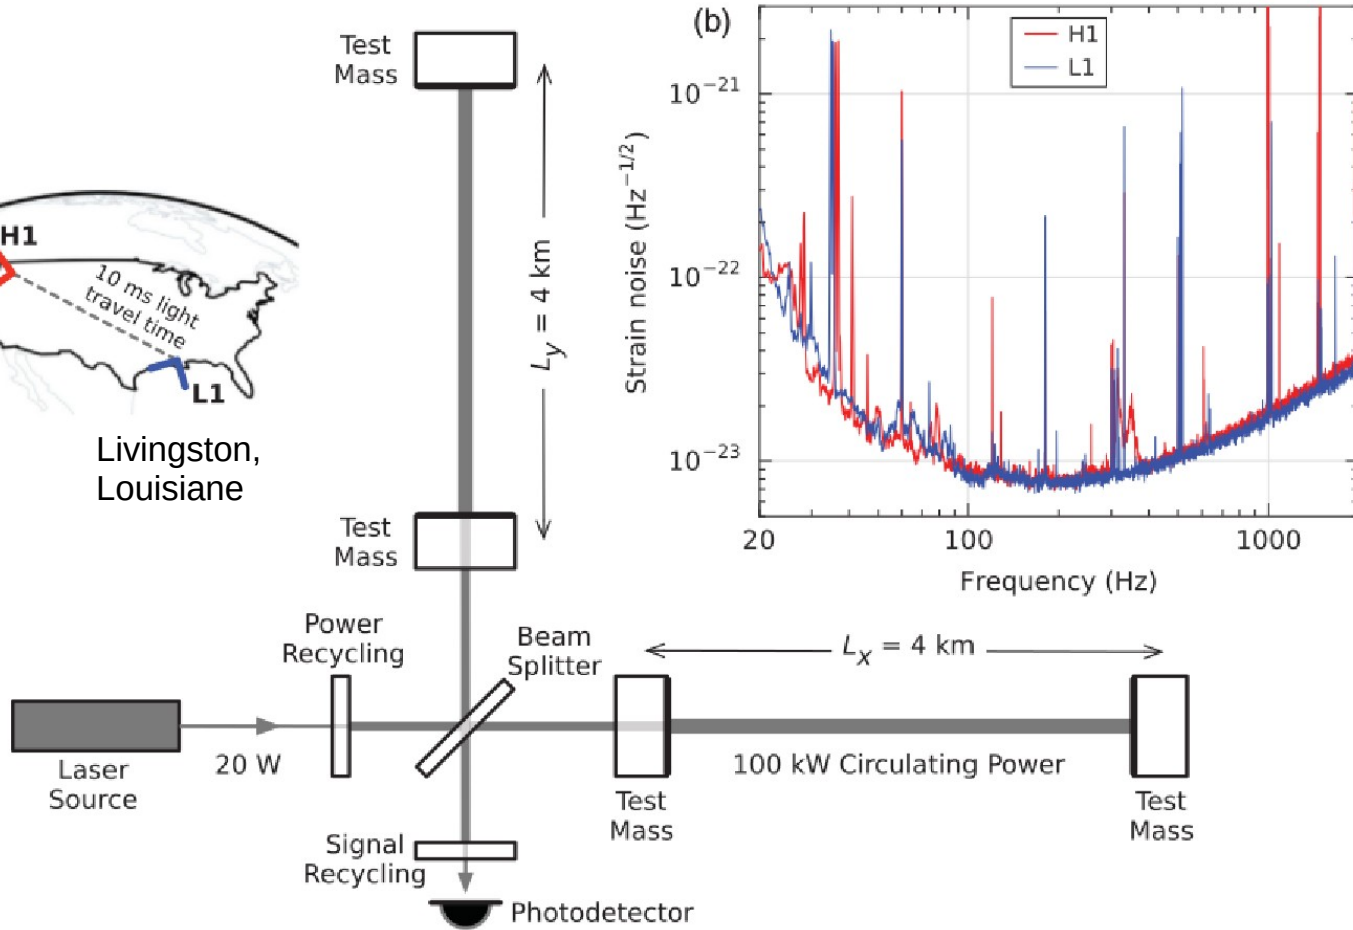 Test
Mass
L_y = 4 km
H1
10 ms light
travel time
L1
Livingston,
Louisiane
Test
Mass
Power
Recycling
Beam
Splitter
L_x = 4 km
Laser
Source
20 W
100 kW Circulating Power
Test
Mass
Test
Mass
Signal
Recycling
Photodetector
(b)
H1
L1
Strain noise (Hz^{-1/2})
10^{-21}
10^{-22}
10^{-23}
20
100
1000
Frequency (Hz)